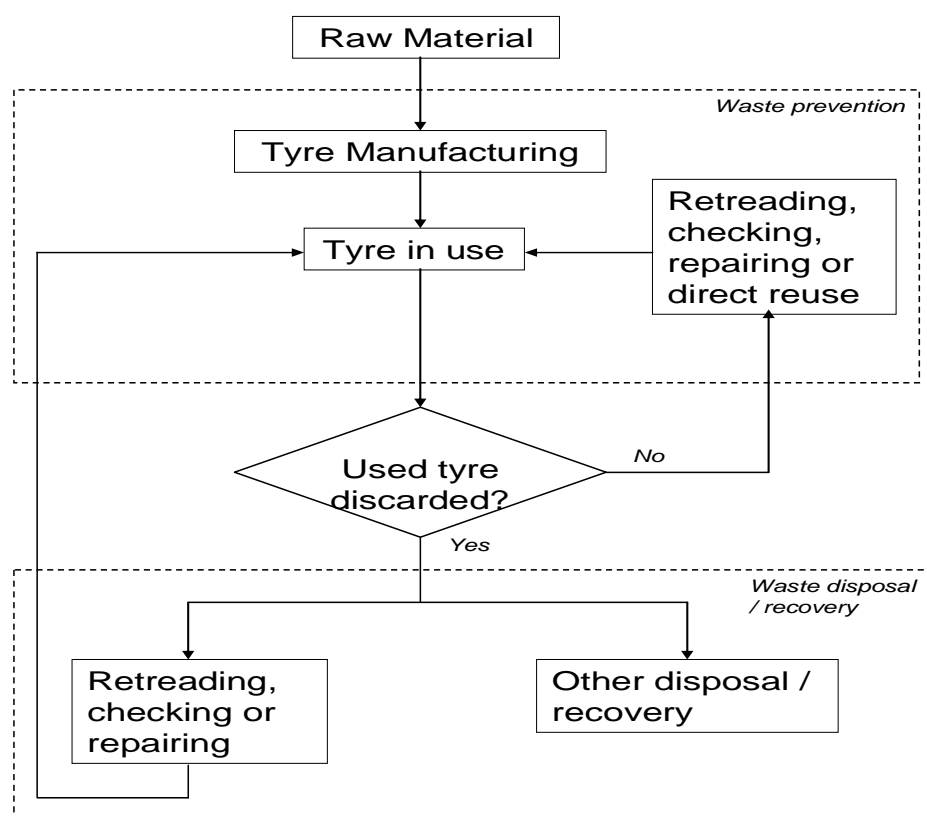 Raw Material
Waste prevention
Tyre Manufacturing
Retreading,
checking,
repairing or
direct reuse
Tyre in use
Used tyre
discarded?
No
Yes
Waste disposal
/ recovery
Retreading,
checking or
repairing
Other disposal /
recovery